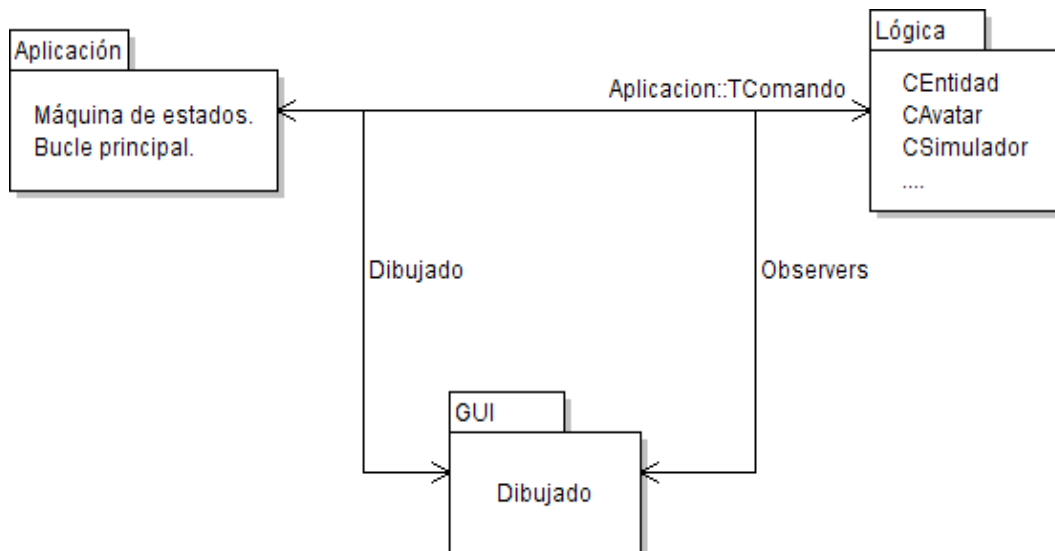 Aplicación
Máquina de estados.
Bucle principal.
Aplicacion::TComando
Lógica
CEntidad
CAvatar
CSimulador
....
Dibujado
Observers
GUI
Dibujado